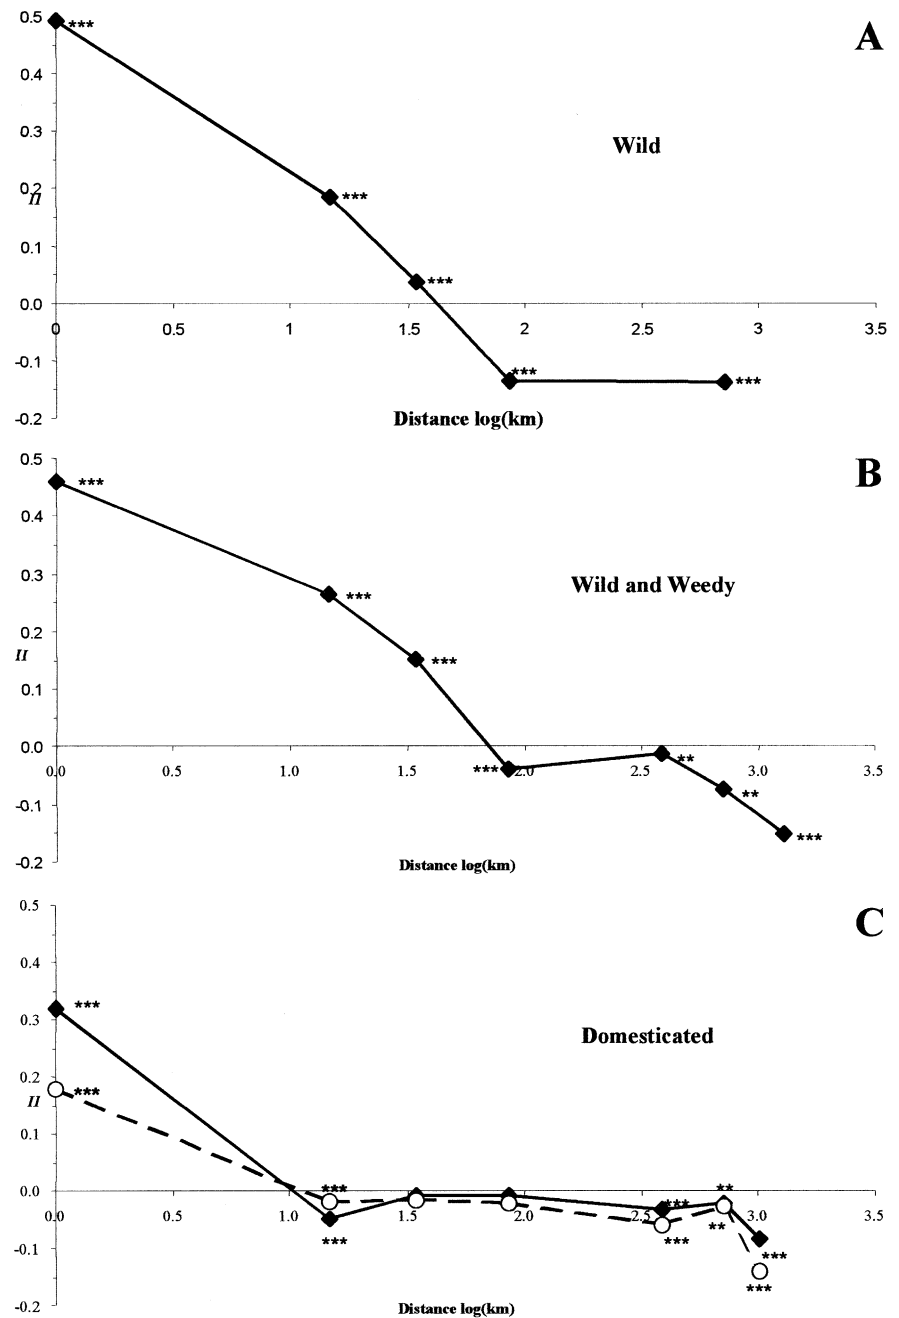 0.5
***
A
0.4
0.3
Wild
0.2
II
***
0.1
***
0.0
0 0.5 1 1.5 2 2.5 3 3.5
-0.1
***
***
-0.2
Distance log(km)
0.5
B
***
0.4
0.3
Wild and Weedy
***
0.2
II
***
0.1
0.0
0.0 0.5 1.0 1.5 *** 2.0 2.5 ** 3.0 3.5
-0.1
**
***
-0.2
Distance log(km)
0.5
C
0.4
***
0.3
Domesticated
0.2
***
II
0.1
*** **
0.0
***
0.0 0.5 1.0 1.5 2.0 2.5 3.0 3.5
**
*** ***
-0.1
***
***
-0.2
Distance log(km)